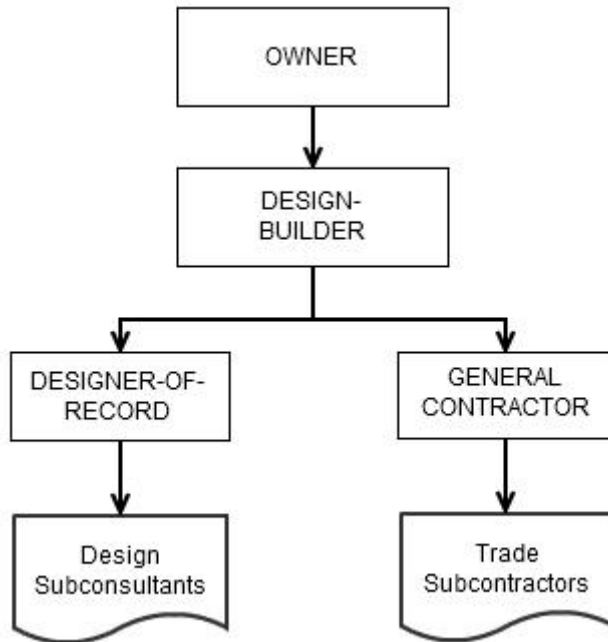 OWNER
DESIGN-
BUILDER
DESIGNER-OF-
RECORD
GENERAL
CONTRACTOR
Design
Subconsultants
Trade
Subcontractors